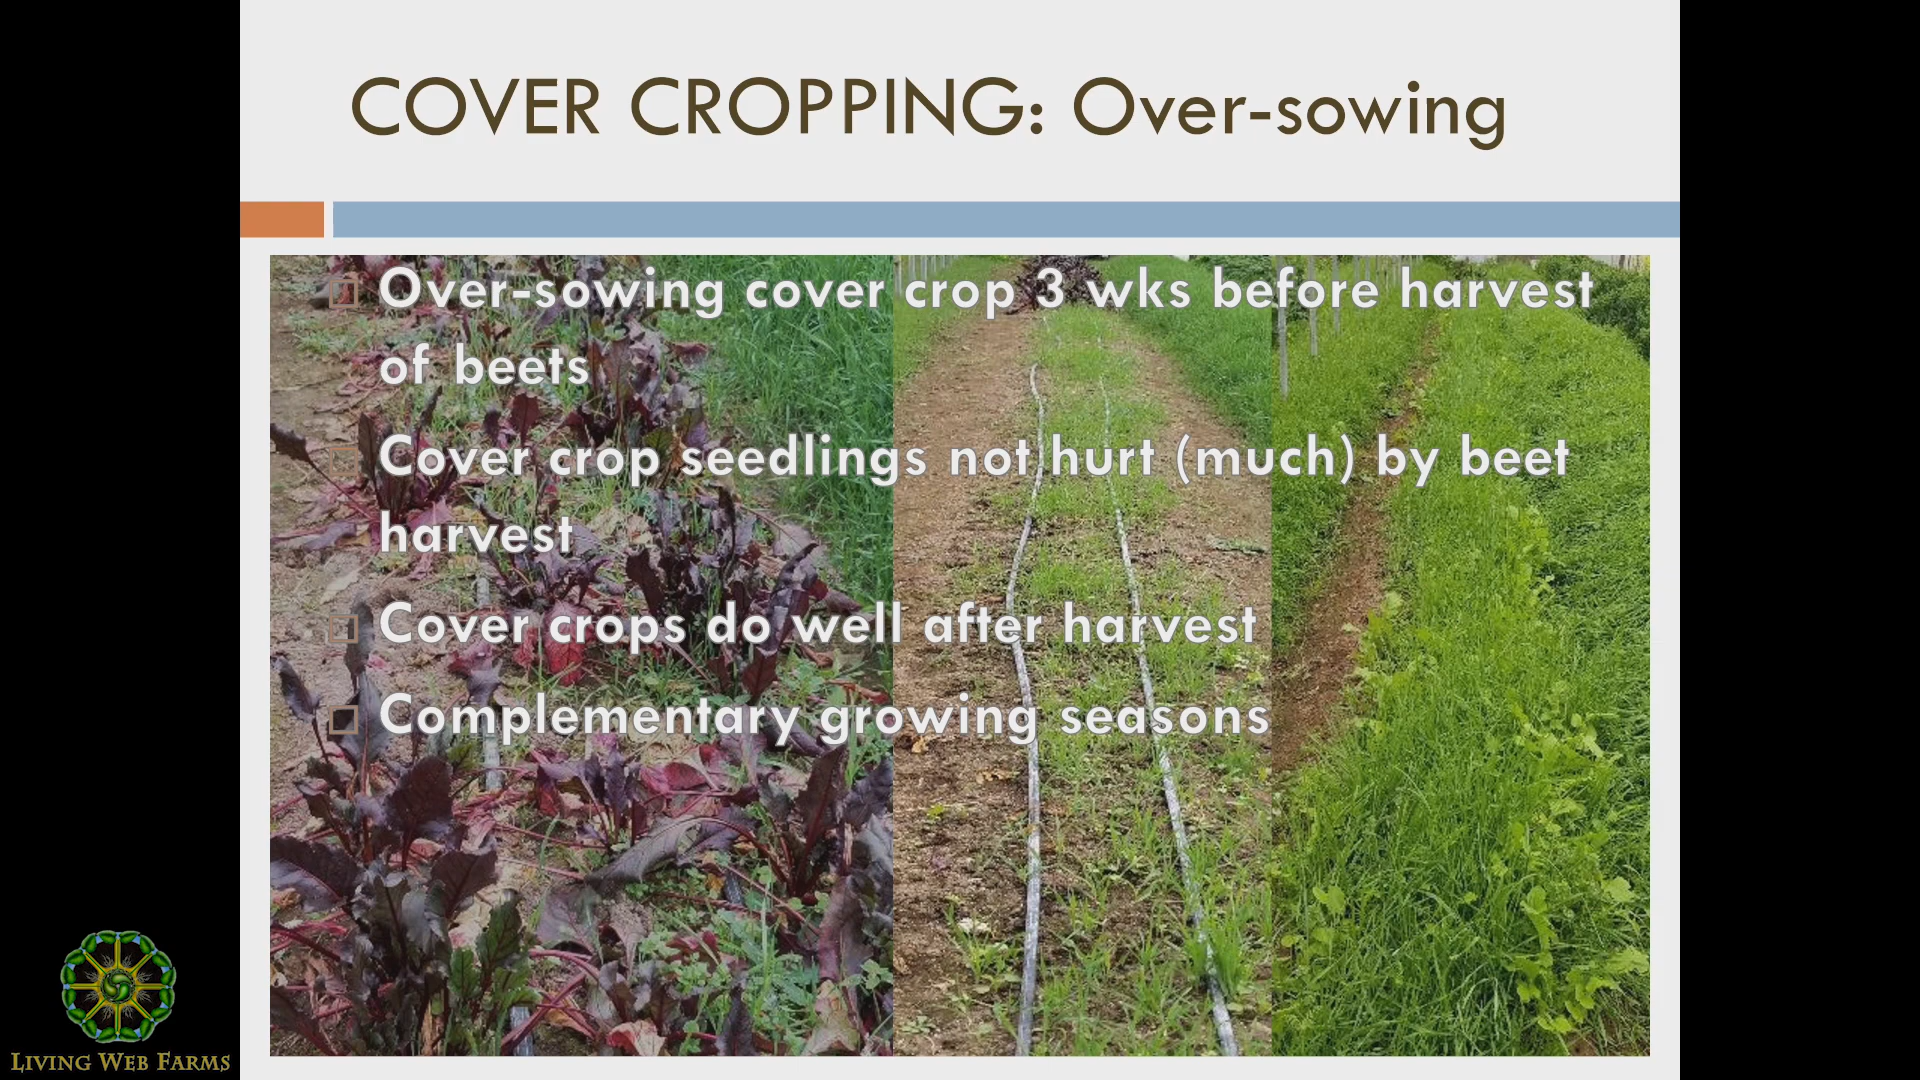 COVER CROPPING: Over-sowing
Over-sowing cover crop 3 wks before harvest
of beets
Cover crop seedlings not hurt (much) by beet
harvest
Cover crops do well after harvest
Complementary growing seasons
LIVING WEB FARMS